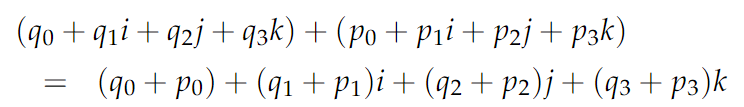 (q₀ + q₁i + q₂j + q₃k) + (p₀ + p₁i + p₂j + p₃k)
= (q₀ + p₀) + (q₁ + p₁)i + (q₂ + p₂)j + (q₃ + p₃)k